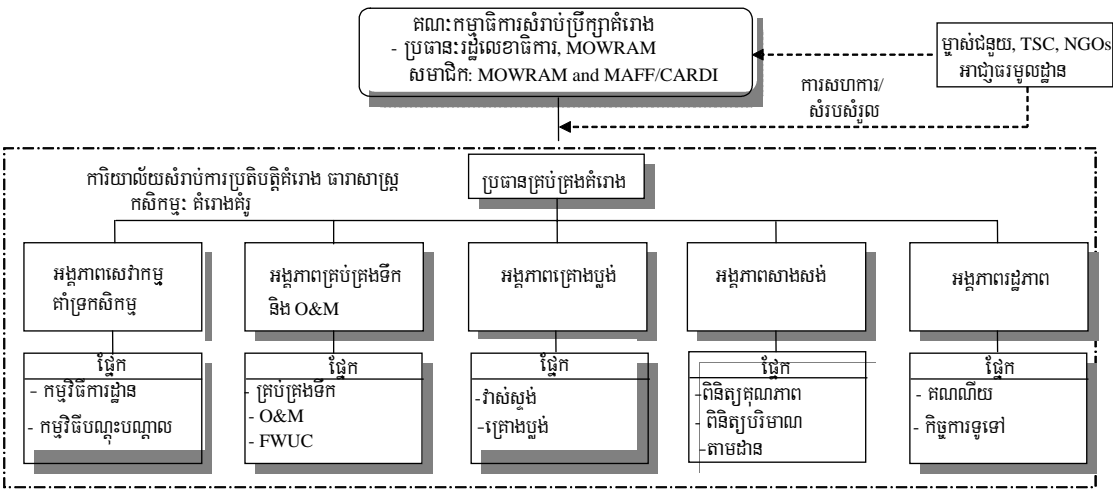 គណៈកម្មាធិការសំរាប់ប្រឹក្សាគំរោង
- ប្រធានៈរដ្ឋលេខាធិការ, MOWRAM
សមាជិក: MOWRAM and MAFF/CARDI
ម្ចាស់ជនួយ, TSC, NGOs
អាជ្ញាធរមូលដ្ឋាន
ការសហការ/
សំរបសំរួល
ការិយាល័យសំរាប់ការប្រតិបត្តិគំរោង ធារាសាស្ត្រ
កសិកម្មៈ គំរោងគំរូ
ប្រធានគ្រប់គ្រងគំរោង
អង្គភាពសេវាកម្ម
គាំទ្រកសិកម្ម
អង្គភាពគ្រប់គ្រងទឹក
និង O&M
អង្គភាពគ្រោងប្លង់
អង្គភាពសាងសង់
អង្គភាពរដ្ឋភាព
ផ្នែក
- កម្មវិធីការដ្ឋាន
- កម្មវិធីបណ្តុះបណ្តាល
ផ្នែក
- គ្រប់គ្រងទឹក
- O&M
- FWUC
ផ្នែក
-វាស់ស្ទង់
-គ្រោងប្លង់
ផ្នែក
-ពិនិត្យគុណភាព
-ពិនិត្យបរិមាណ
-តាមដាន
ផ្នែក
- គណណីយ
- កិច្ចការទូទៅ